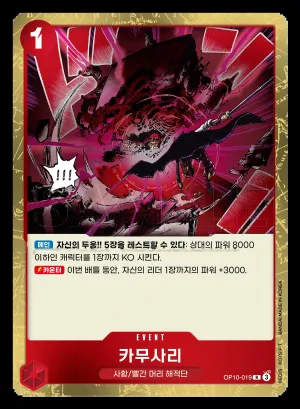 1
!!!
메인 자신의 두웅!! 5장을 레스트할 수 있다: 상대의 파워 8000
이하인 캐릭터를 1장까지 KO 시킨다.
카운터 이번 배틀 동안, 자신의 리더 1장까지의 파워 +3000.
EVENT
카무사리
사황/빨간 머리 해적단
OP10-019 R 3